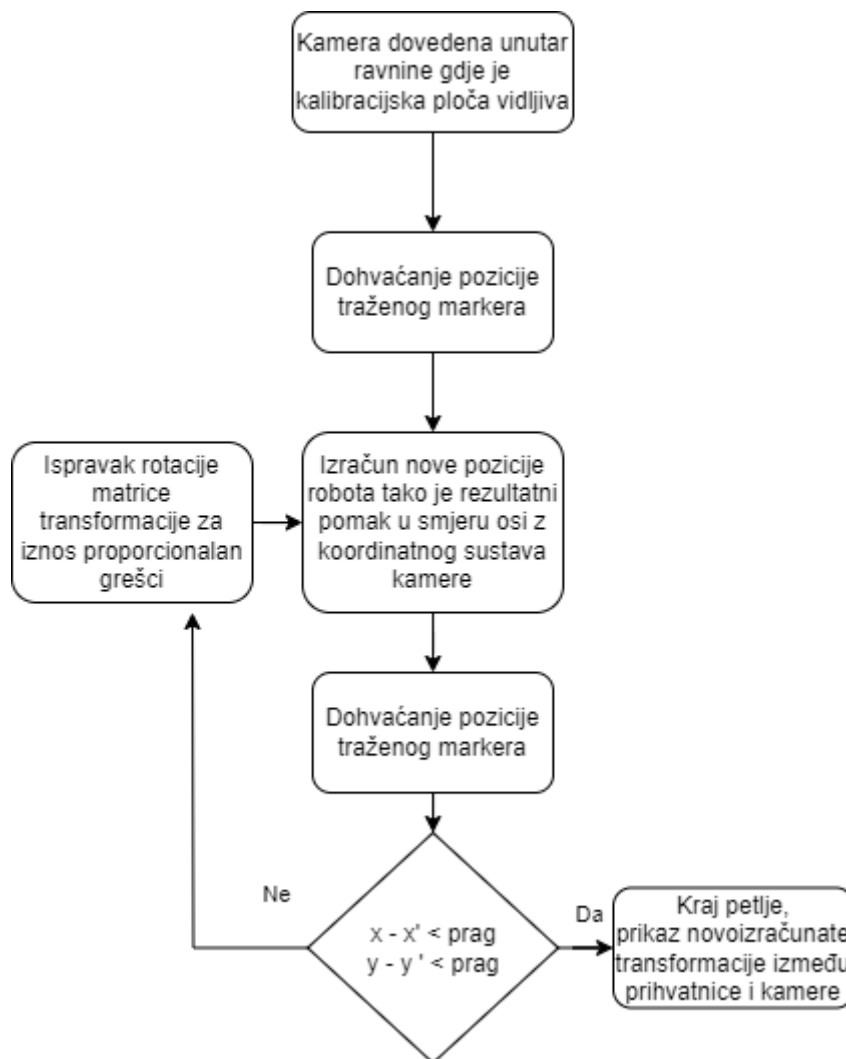 Kamera dovedena unutar
ravnine gdje je
kalibracijska ploča vidljiva
Dohvaćanje pozicije
traženog markera
Ispravak rotacije
matrice
transformacije za
iznos proporcionalan
grešci
Izračun nove pozicije
robota tako je rezultatni
pomak u smjeru osi z
koordinatnog sustava
kamere
Dohvaćanje pozicije
traženog markera
Ne
x - x' < prag
y - y ' < prag
Da
Kraj petlje,
prikaz novoizračunate
transformacije između
prihvatnice i kamere